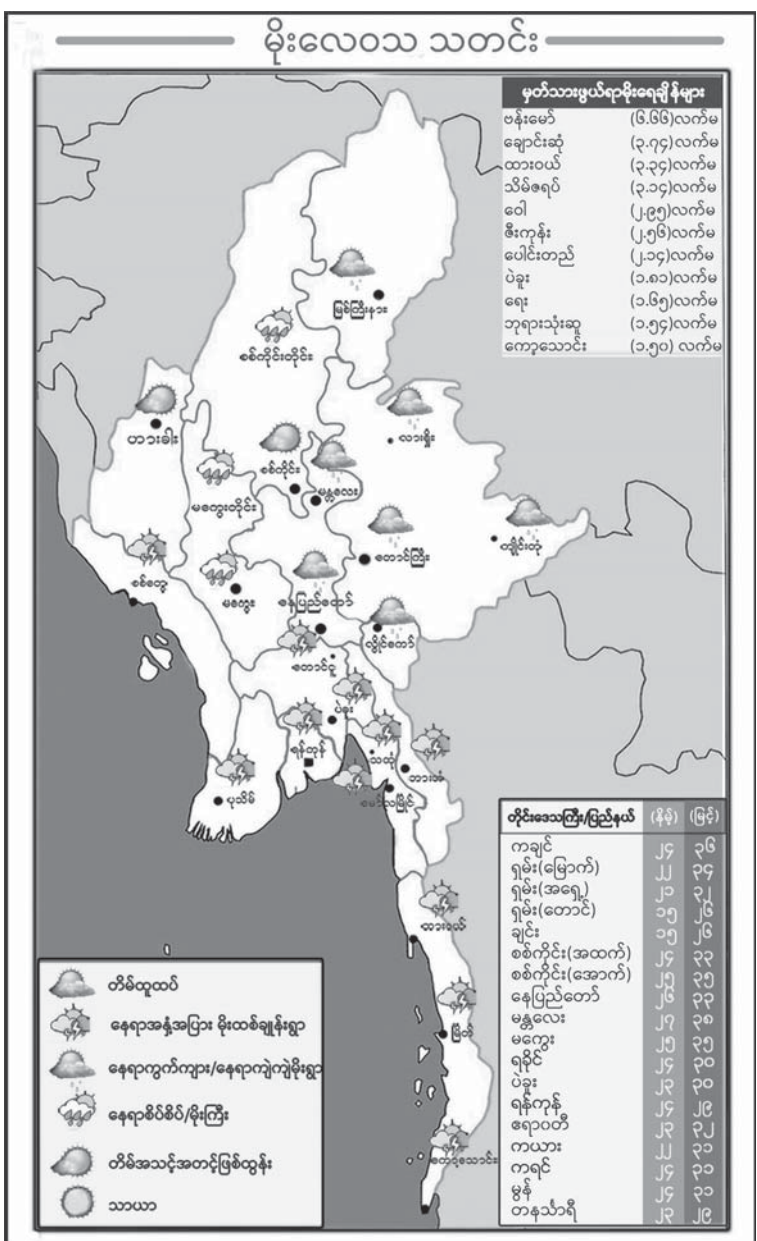 မိုးလေဝသ သတင်း
မှတ်သားဖွယ်ရာမိုးရေချိန်များ
ဗန်းမော် (၆.၆၆)လက်မ
ချောင်းဆုံ (၃.၇၄)လက်မ
ထားဝယ် (၃.၃၄)လက်မ
သိမ်ဇရပ် (၃.၁၄)လက်မ
ဝေါ (၂.၉၅)လက်မ
ဇီးကုန်း (၂.၅၆)လက်မ
ပေါင်းတည် (၂.၁၄)လက်မ
ပဲခူး (၁.၈၁)လက်မ
ရေး (၁.၆၅)လက်မ
ဘုရားသုံးဆူ (၁.၅၄)လက်မ
ကော့သောင်း (၁.၅၀) လက်မ
မြစ်ကြီးနား
စစ်ကိုင်းတိုင်း
ဟားခါး
လားရှိုး
စစ်ကိုင်း
မန္တလေး
မကွေးတိုင်း
ကျိုင်းတုံ
တောင်ကြီး
စစ်တွေ
မကွေး
နေပြည်တော်
လွိုင်ကော်
တောင်ငူ
ပဲခူး
ရန်ကုန်
သထုံ
ဘားအံ
ပုသိမ်
မော်လမြိုင်
ထားဝယ်
မြိတ်
ကော့သောင်း
တိုင်းဒေသကြီး/ပြည်နယ် (နိမ့်) (မြင့်)
ကချင် ၂၄ ၃၆
ရှမ်း(မြောက်) ၂၂ ၃၄
ရှမ်း(အရှေ့) ၂၁ ၃၂
ရှမ်း(တောင်) ၁၅ ၂၆
ချင်း ၁၅ ၂၆
စစ်ကိုင်း(အထက်) ၂၄ ၃၃
စစ်ကိုင်း(အောက်) ၂၅ ၃၅
နေပြည်တော် ၂၆ ၃၃
မန္တလေး ၂၇ ၃၈
မကွေး ၂၅ ၃၅
ရခိုင် ၂၄ ၃၀
ပဲခူး ၂၃ ၃၀
ရန်ကုန် ၂၄ ၂၉
ဧရာဝတီ ၂၃ ၃၂
ကယား ၂၂ ၃၁
ကရင် ၂၄ ၃၁
မွန် ၂၄ ၃၁
တနင်္သာရီ ၂၃ ၂၉
တိမ်ထူထပ်
နေရာအနှံ့အပြား မိုးထစ်ချုန်းရွာ
နေရာကွက်ကျား/နေရာကျဲကျဲမိုးရွာ
နေရာစိပ်စိပ်/မိုးကြီး
တိမ်အသင့်အတင့်ဖြစ်ထွန်း
သာယာ